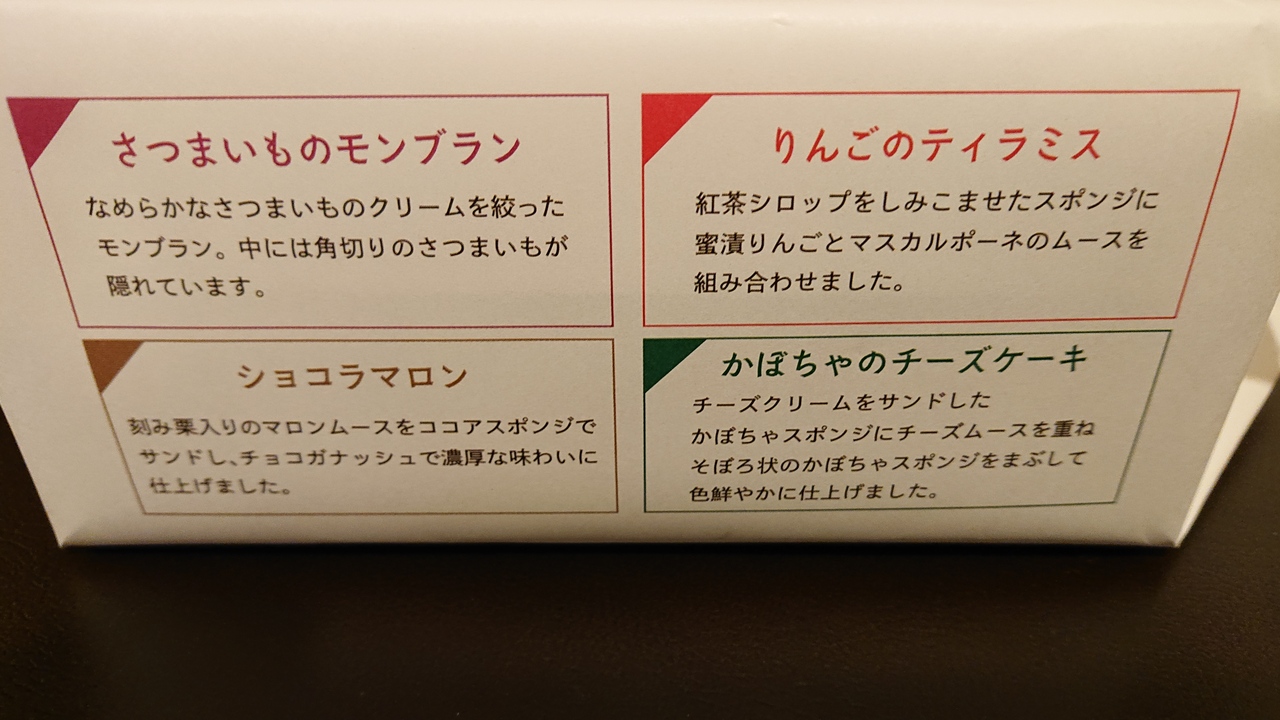 さつまいものモンブラン
なめらかなさつまいものクリームを絞った
モンブラン。中には角切りのさつまいもが
隠れています。
りんごのティラミス
紅茶シロップをしみこませたスポンジに
蜜漬りんごとマスカルポーネのムースを
組み合わせました。
ショコラマロン
刻み栗入りのマロンムースをココアスポンジで
サンドし、チョコガナッシュで濃厚な味わいに
仕上げました。
かぼちゃのチーズケーキ
チーズクリームをサンドした
かぼちゃスポンジにチーズムースを重ね
そぼろ状のかぼちゃスポンジをまぶして
色鮮やかに仕上げました。